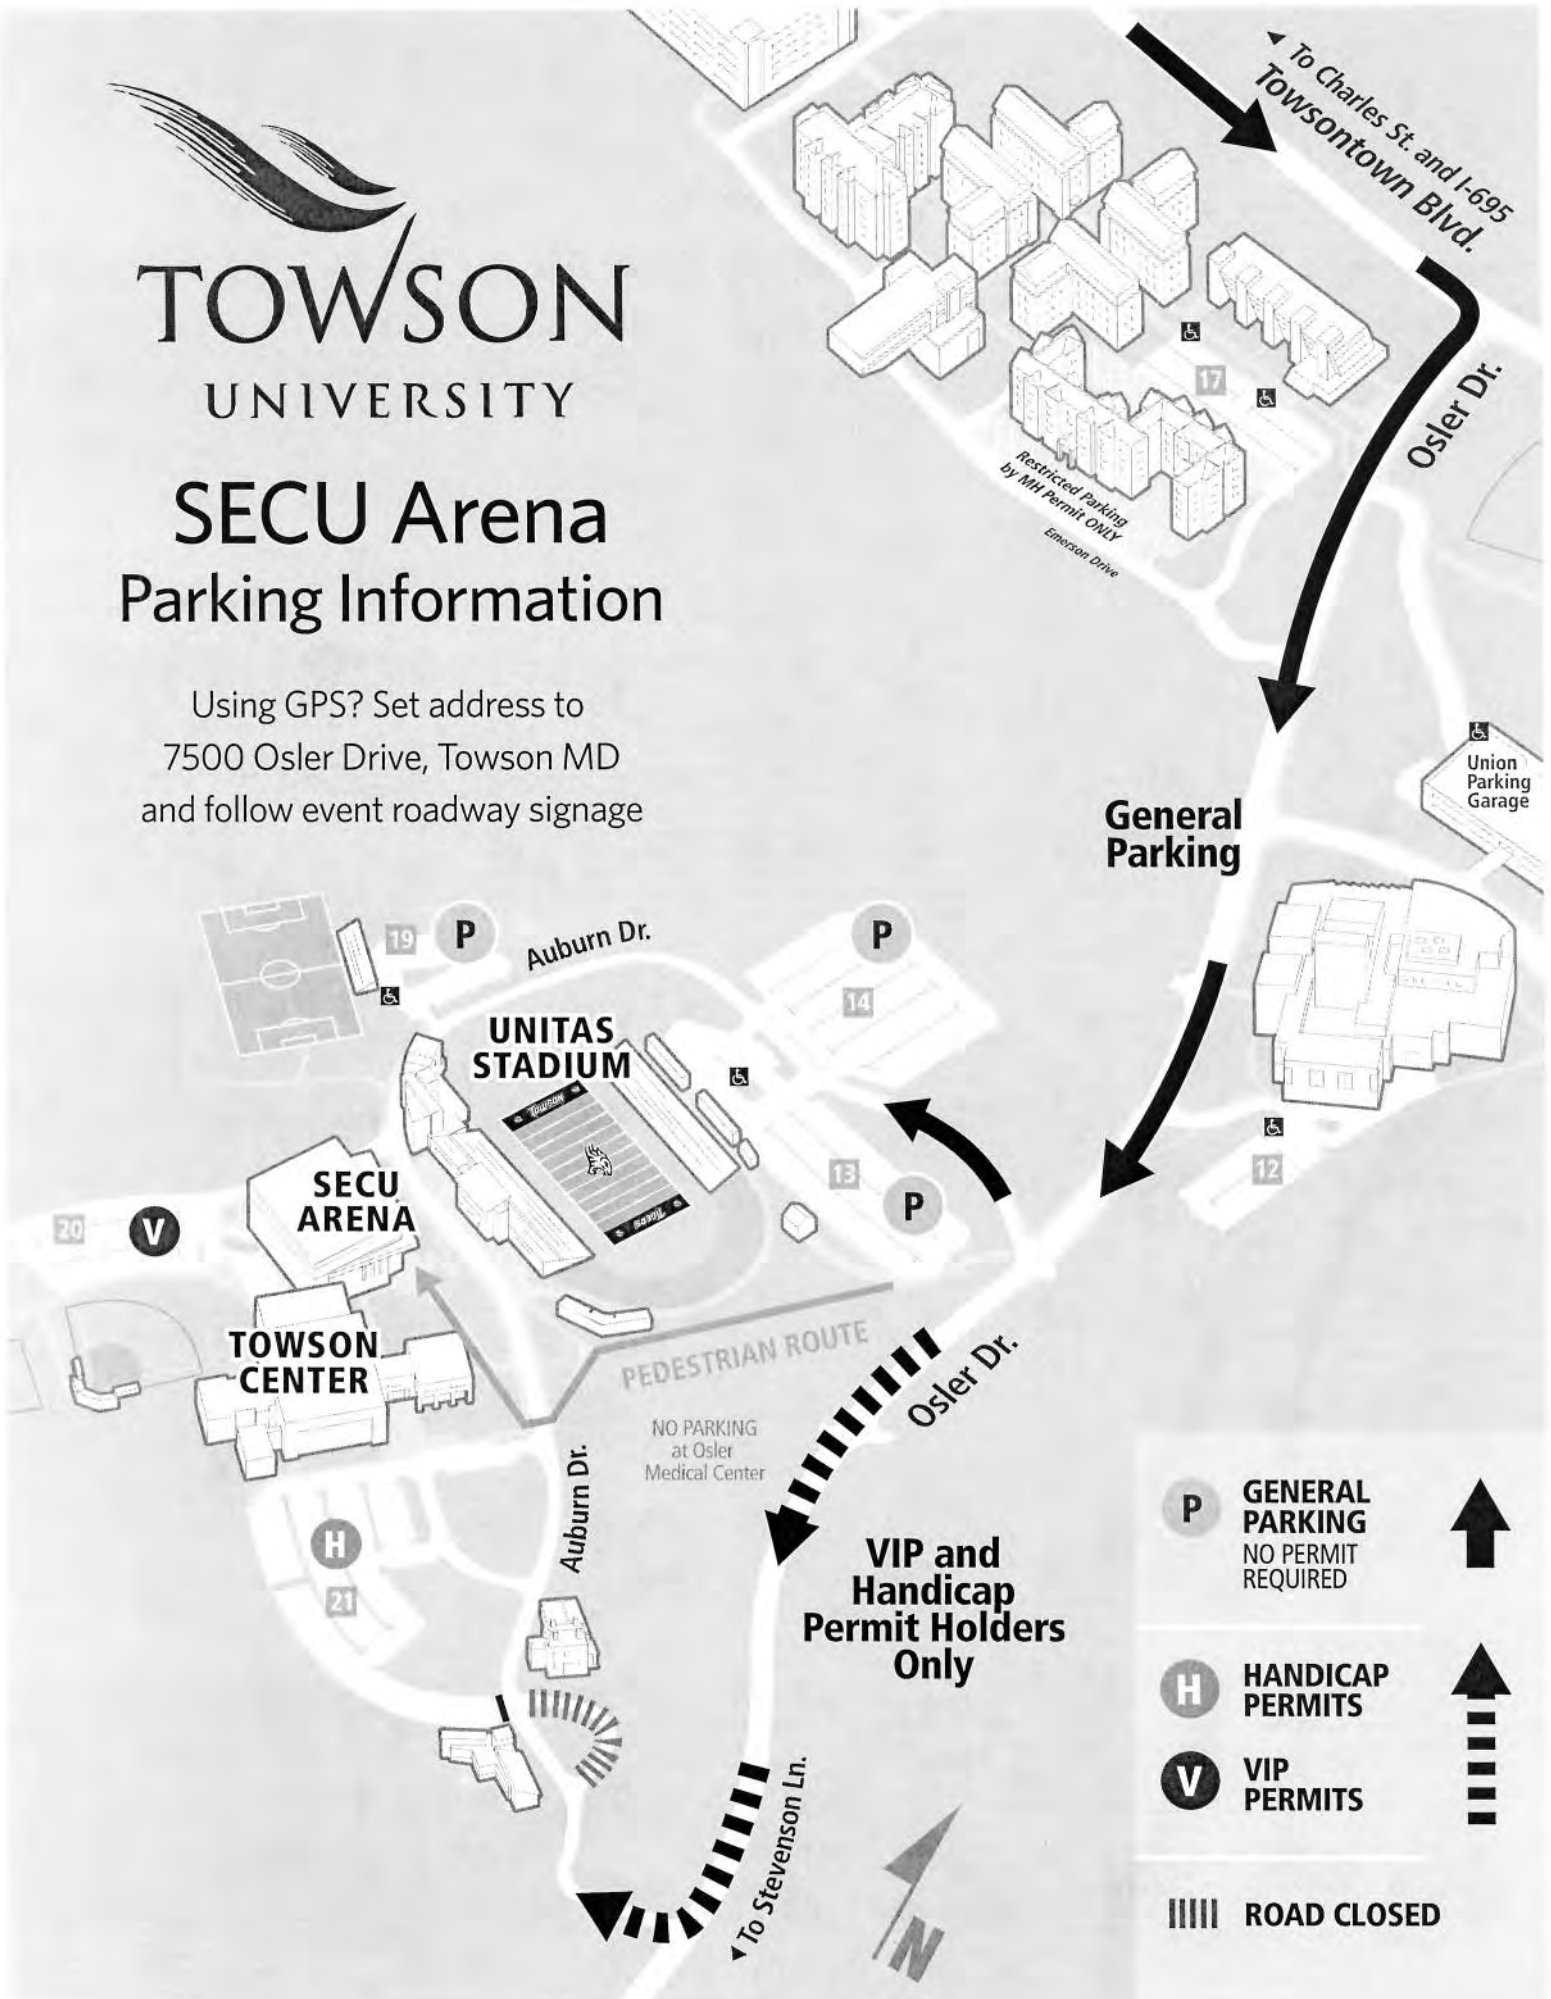 TOWSON
UNIVERSITY
SECU Arena
Parking Information
Using GPS? Set address to
7500 Osler Drive, Towson MD
and follow event roadway signage
To Charles St. and I-695
Towsontown Blvd.
Osler Dr.
17
Restricted Parking
by MH Permit ONLY
Emerson Drive
Union
Parking
Garage
General
Parking
19
P
Auburn Dr.
P
14
UNITAS
STADIUM
TOWSON
TIGERS
13
P
12
SECU
ARENA
20
V
TOWSON
CENTER
PEDESTRIAN ROUTE
Osler Dr.
NO PARKING
at Osler
Medical Center
Auburn Dr.
H
21
VIP and
Handicap
Permit Holders
Only
To Stevenson Ln.
N
P
GENERAL
PARKING
NO PERMIT
REQUIRED
H
HANDICAP
PERMITS
V
VIP
PERMITS
ROAD CLOSED